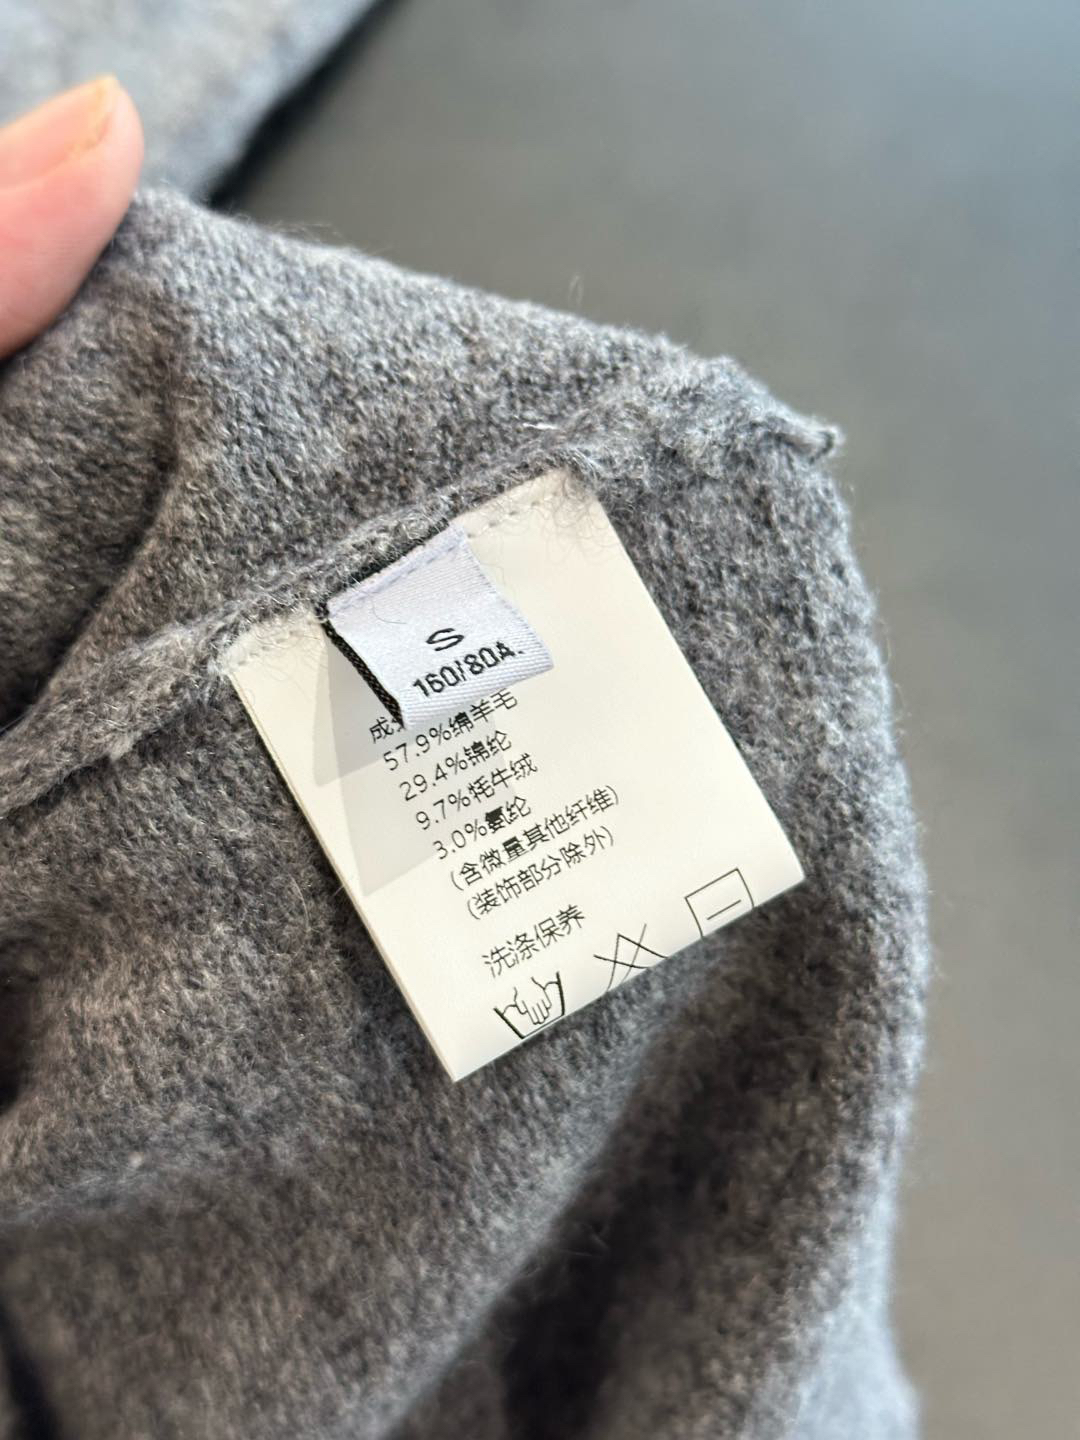 S
160/80A.
成
57.9%绵羊毛
29.4%锦纶
9.7%牦牛绒
3.0%氨纶
(含微量其他纤维)
(装饰部分除外)
洗涤保养